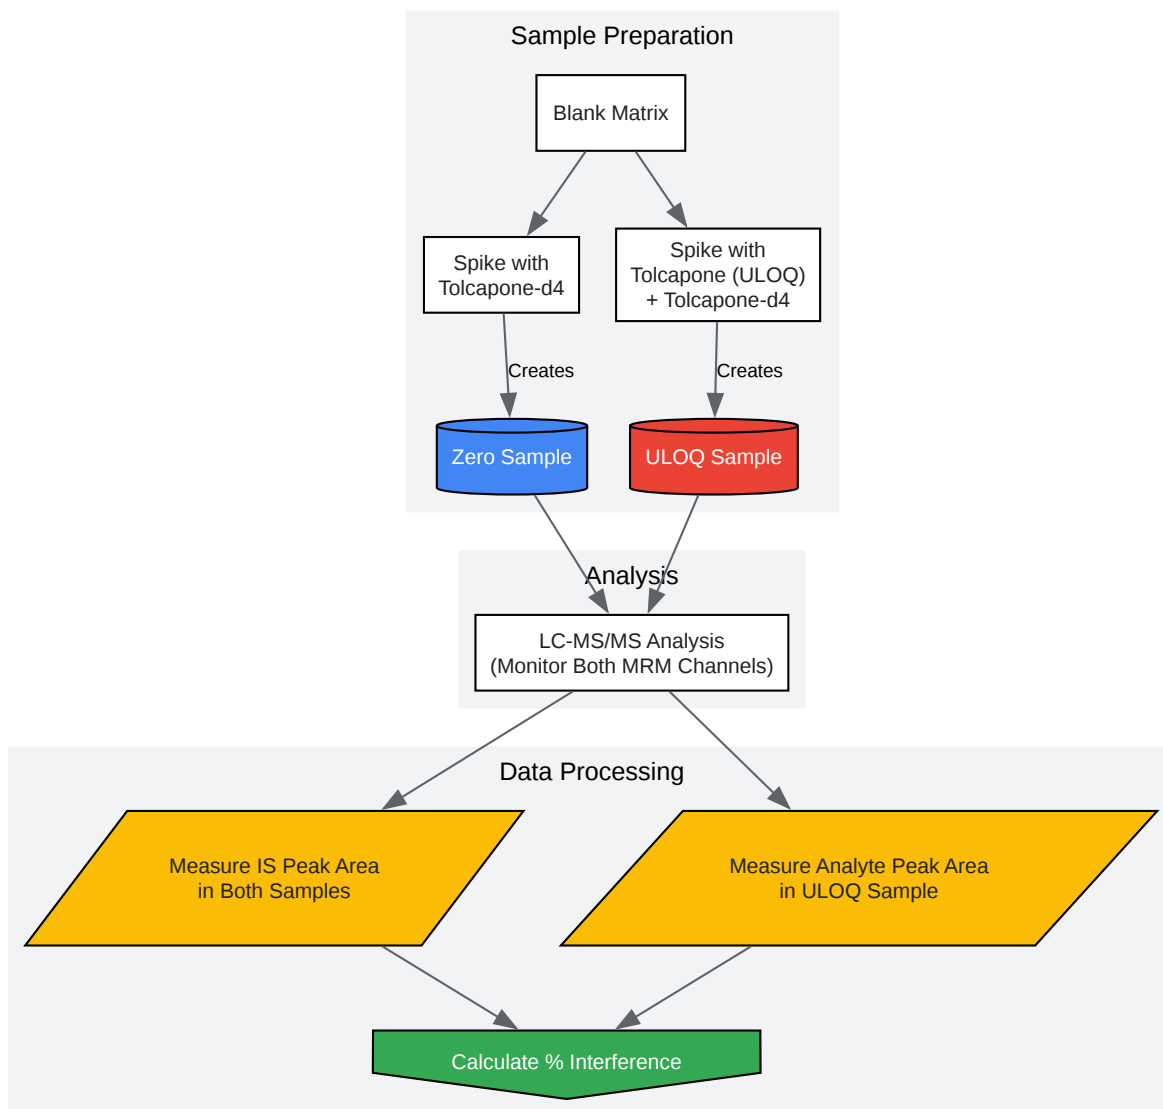 Sample Preparation
Blank Matrix
Spike with
Tolcapone-d4
Spike with
Tolcapone (ULOQ)
+ Tolcapone-d4
Creates
Creates
Zero Sample
ULOQ Sample
Analysis
LC-MS/MS Analysis
(Monitor Both MRM Channels)
Data Processing
Measure IS Peak Area
in Both Samples
Measure Analyte Peak Area
in ULOQ Sample
Calculate % Interference